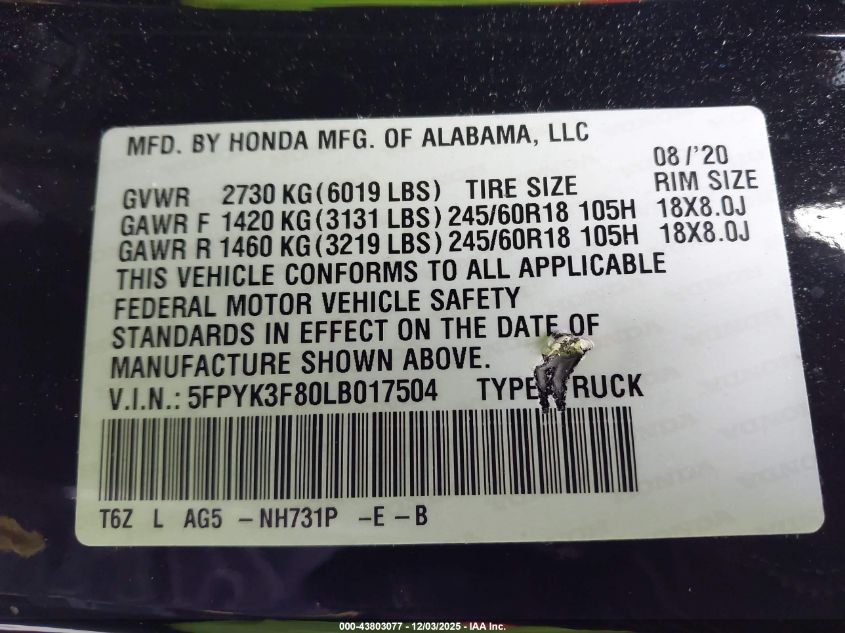 MFD. BY HONDA MFG. OF ALABAMA, LLC
08/'20
GVWR 2730 KG(6019 LBS) TIRE SIZE RIM SIZE
GAWR F 1420 KG(3131 LBS) 245/60R18 105H 18X8.0J
GAWR R 1460 KG(3219 LBS) 245/60R18 105H 18X8.0J
THIS VEHICLE CONFORMS TO ALL APPLICABLE
FEDERAL MOTOR VEHICLE SAFETY
STANDARDS IN EFFECT ON THE DATE OF
MANUFACTURE SHOWN ABOVE.
V.I.N.: 5FPYK3F80LB017504 TYPE RUCK
T6Z L AG5 -NH731P -E -B
000-43803077 - 12/03/2025 - IAA Inc.